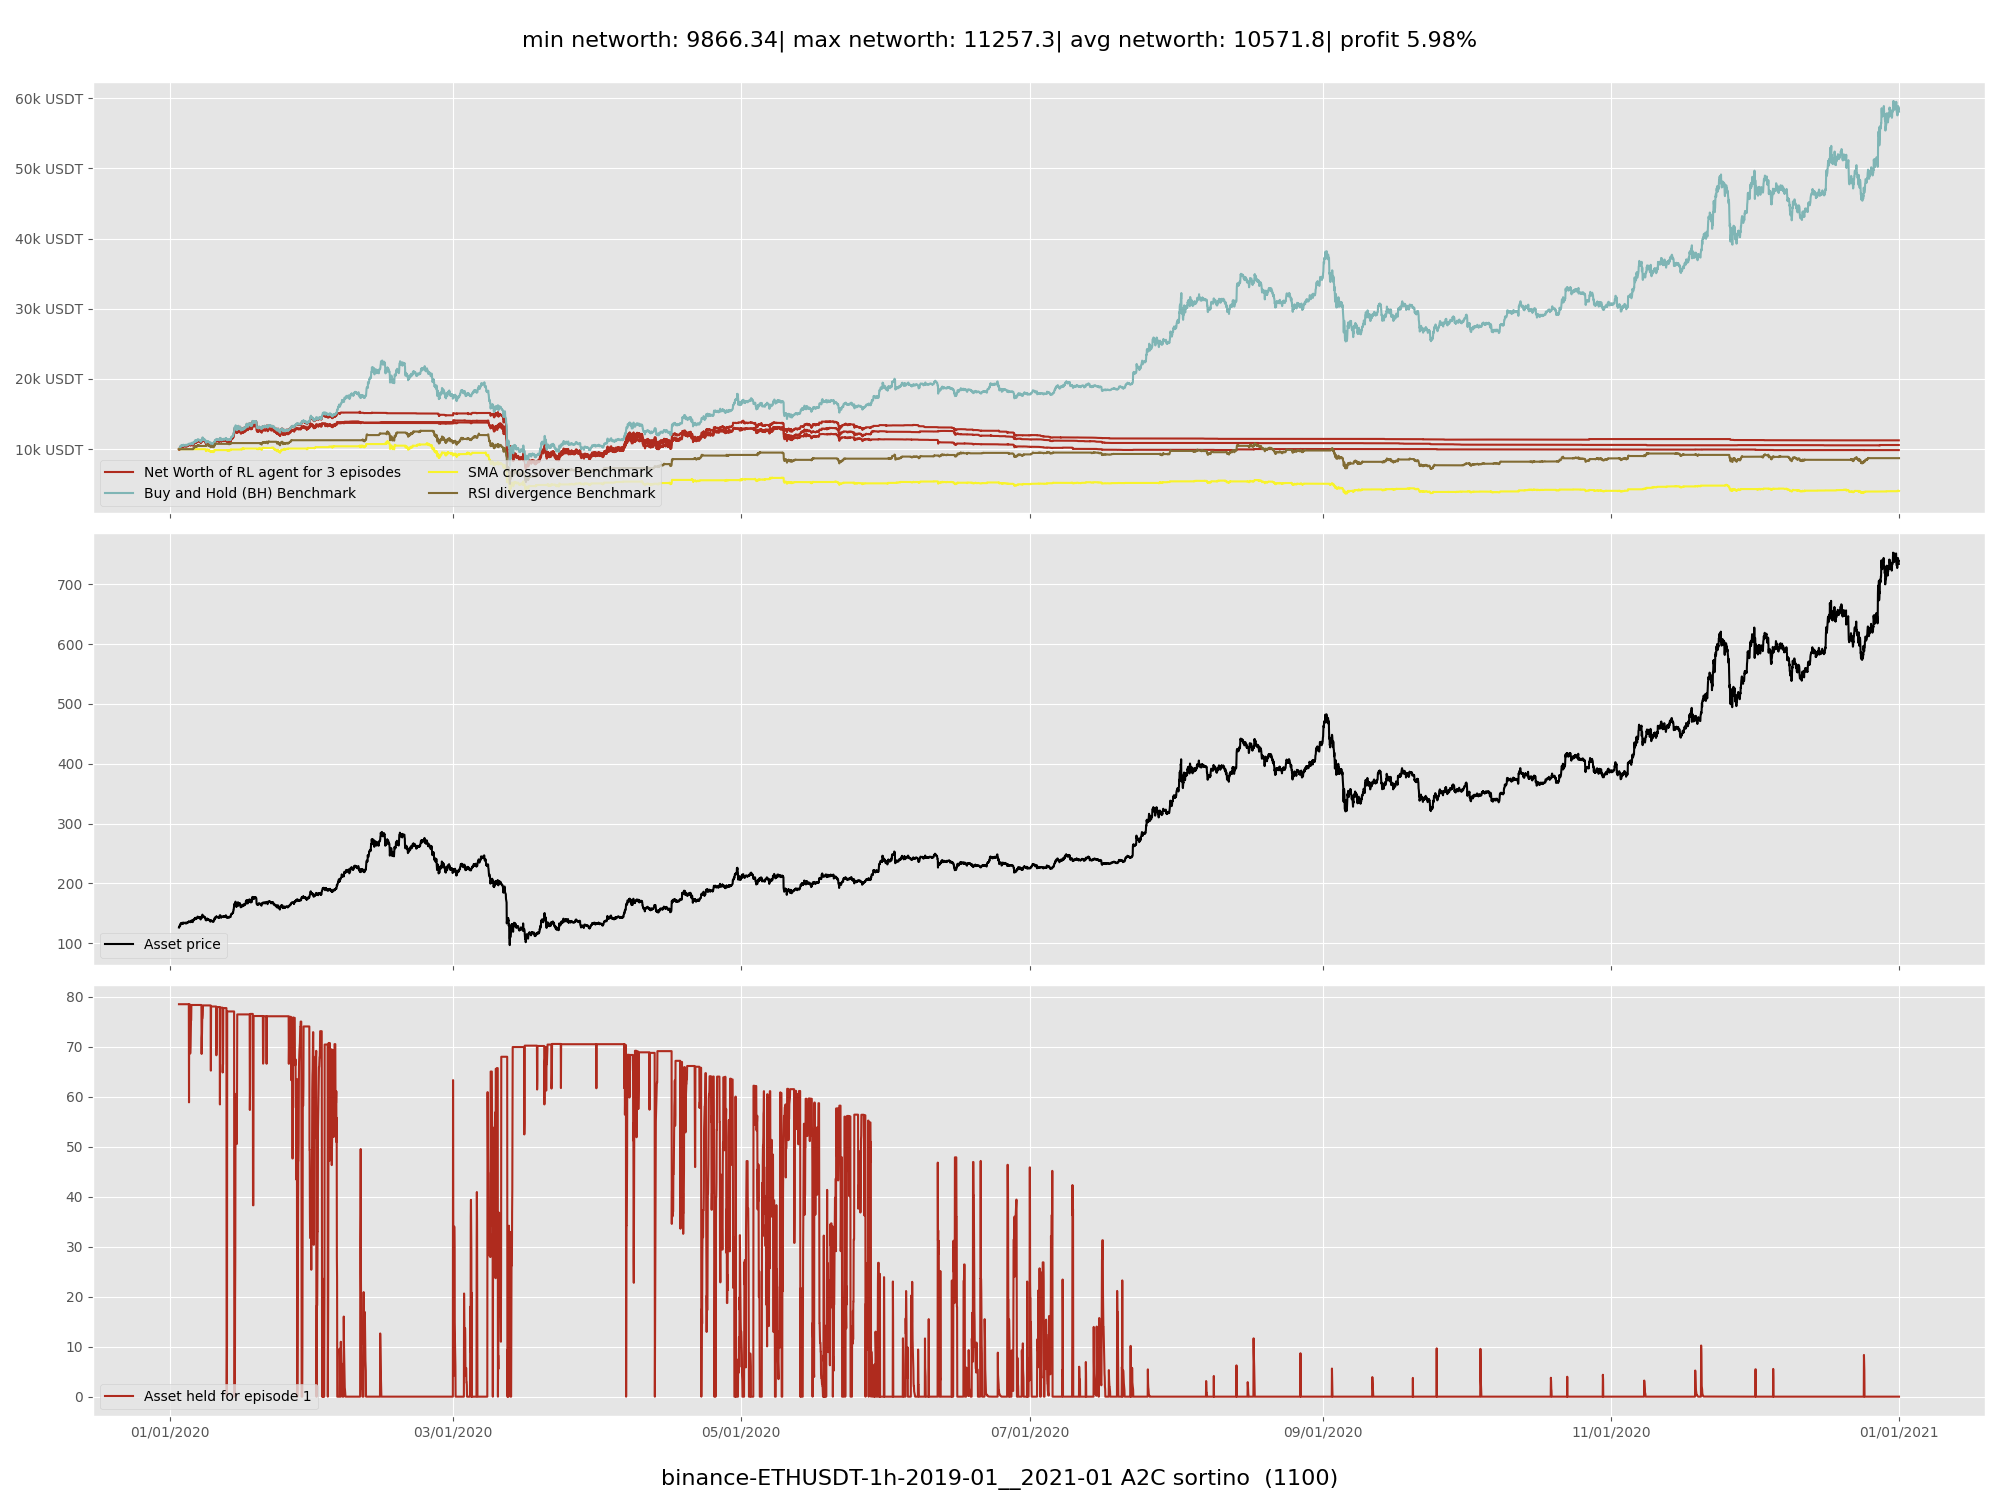 min networth: 9866.34| max networth: 11257.3| avg networth: 10571.8| profit 5.98%
60k USDT
50k USDT
40k USDT
30k USDT
20k USDT
10k USDT
Net Worth of RL agent for 3 episodes
Buy and Hold (BH) Benchmark
SMA crossover Benchmark
RSI divergence Benchmark
700
600
500
400
300
200
100
Asset price
80
70
60
50
40
30
20
10
0
Asset held for episode 1
01/01/2020 03/01/2020 05/01/2020 07/01/2020 09/01/2020 11/01/2020 01/01/2021
binance-ETHUSDT-1h-2019-01__2021-01 A2C sortino (1100)